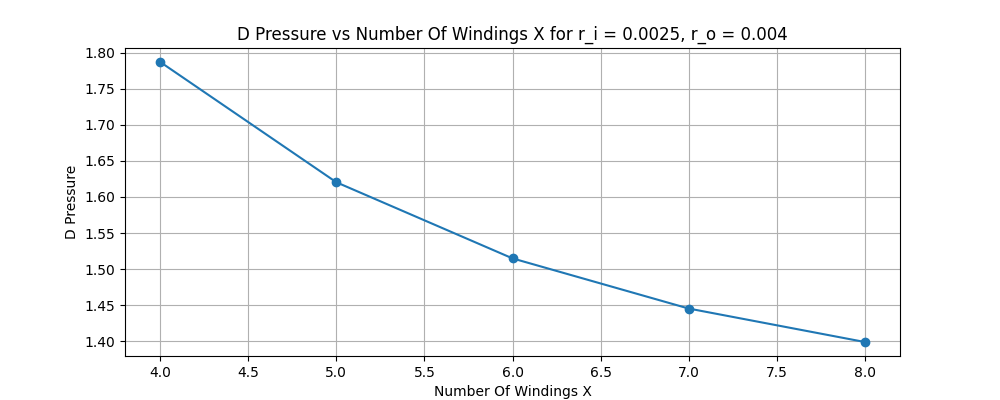 D Pressure vs Number Of Windings X for r_i = 0.0025, r_o = 0.004
D Pressure
1.80
1.75
1.70
1.65
1.60
1.55
1.50
1.45
1.40
4.0 4.5 5.0 5.5 6.0 6.5 7.0 7.5 8.0
Number Of Windings X